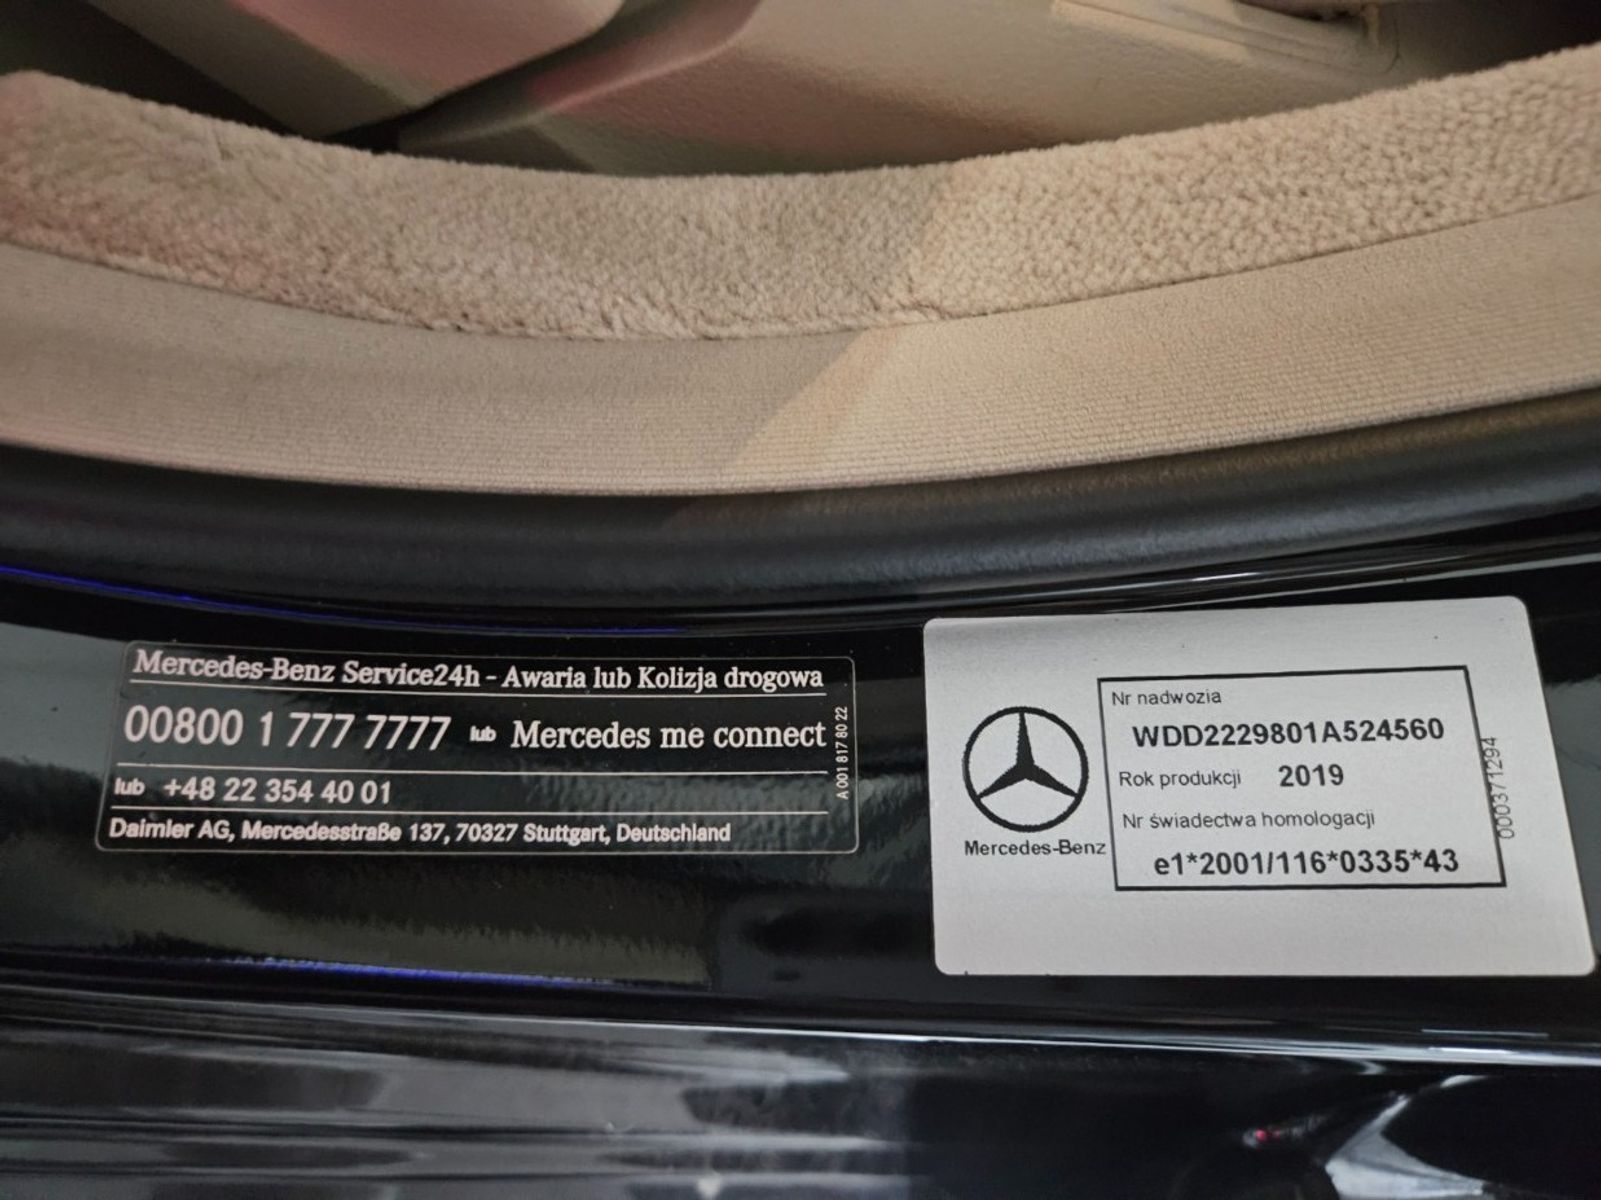 Mercedes-Benz Service24h - Awaria lub Kolizja drogowa
00800 1 777 7777 lub Mercedes me connect
lub +48 22 354 40 01
Daimler AG, Mercedesstraße 137, 70327 Stuttgart, Deutschland
A 001 817 80 22
Mercedes-Benz
Nr nadwozia
WDD2229801A524560
Rok produkcji 2019
Nr świadectwa homologacji
e1*2001/116*0335*43
000371294